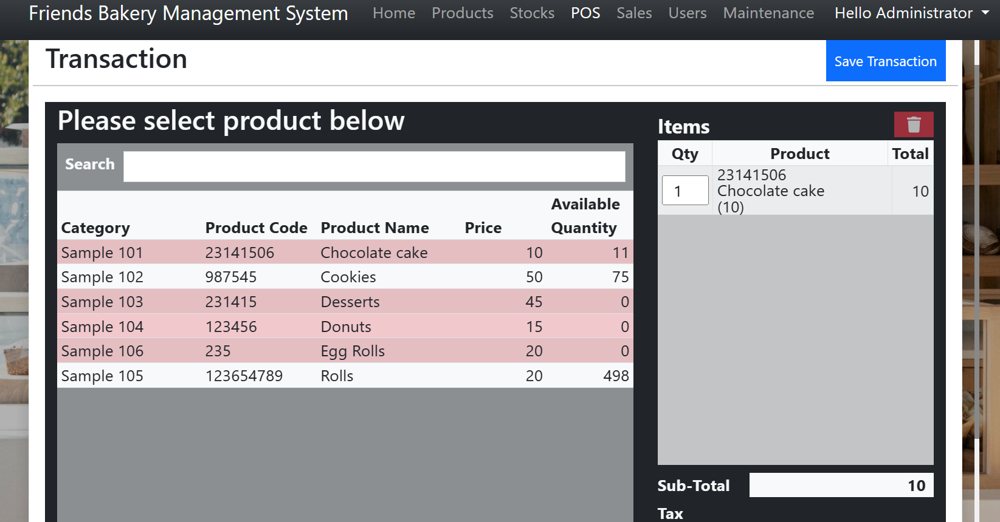 Friends Bakery Management System Home Products Stocks POS Sales Users Maintenance Hello Administrator
Transaction
Save Transaction
Please select product below
Search
Category Product Code Product Name Price Available Quantity
Sample 101 23141506 Chocolate cake 10 11
Sample 102 987545 Cookies 50 75
Sample 103 231415 Desserts 45 0
Sample 104 123456 Donuts 15 0
Sample 106 235 Egg Rolls 20 0
Sample 105 123654789 Rolls 20 498
Items
Qty Product Total
1 23141506 10
Chocolate cake
(10)
Sub-Total 10
Tax